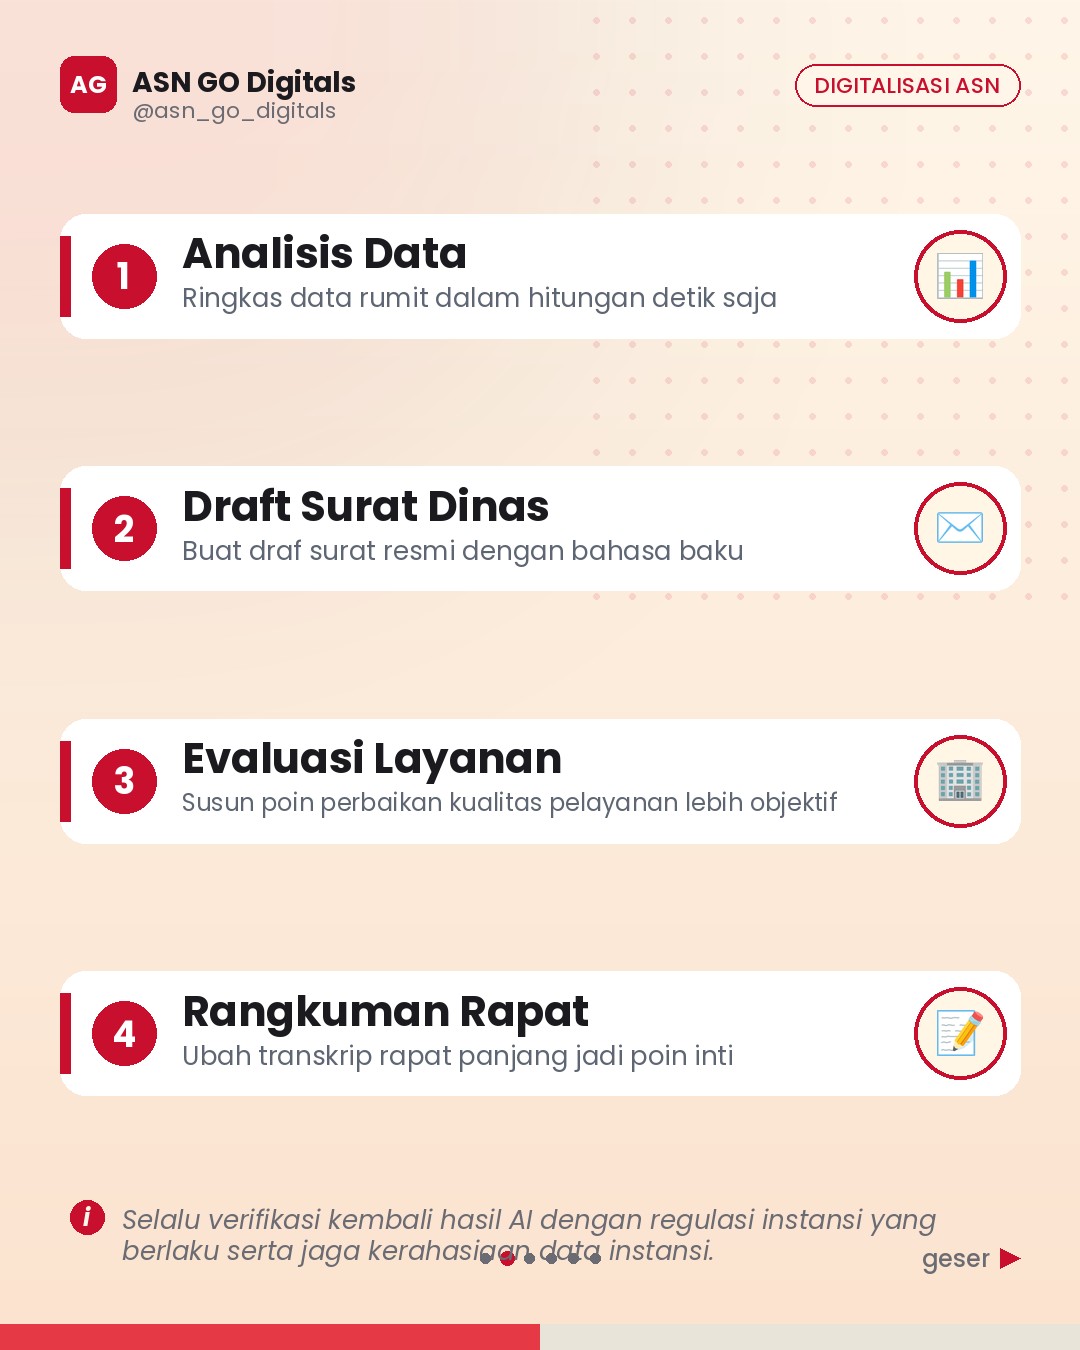 AG
ASN GO Digitals
@asn_go_digitals
DIGITALISASI ASN
1
Analisis Data
Ringkas data rumit dalam hitungan detik saja
2
Draft Surat Dinas
Buat draf surat resmi dengan bahasa baku
3
Evaluasi Layanan
Susun poin perbaikan kualitas pelayanan lebih objektif
4
Rangkuman Rapat
Ubah transkrip rapat panjang jadi poin inti
i
Selalu verifikasi kembali hasil AI dengan regulasi instansi yang
berlaku serta jaga kerahasiaan data instansi.
geser